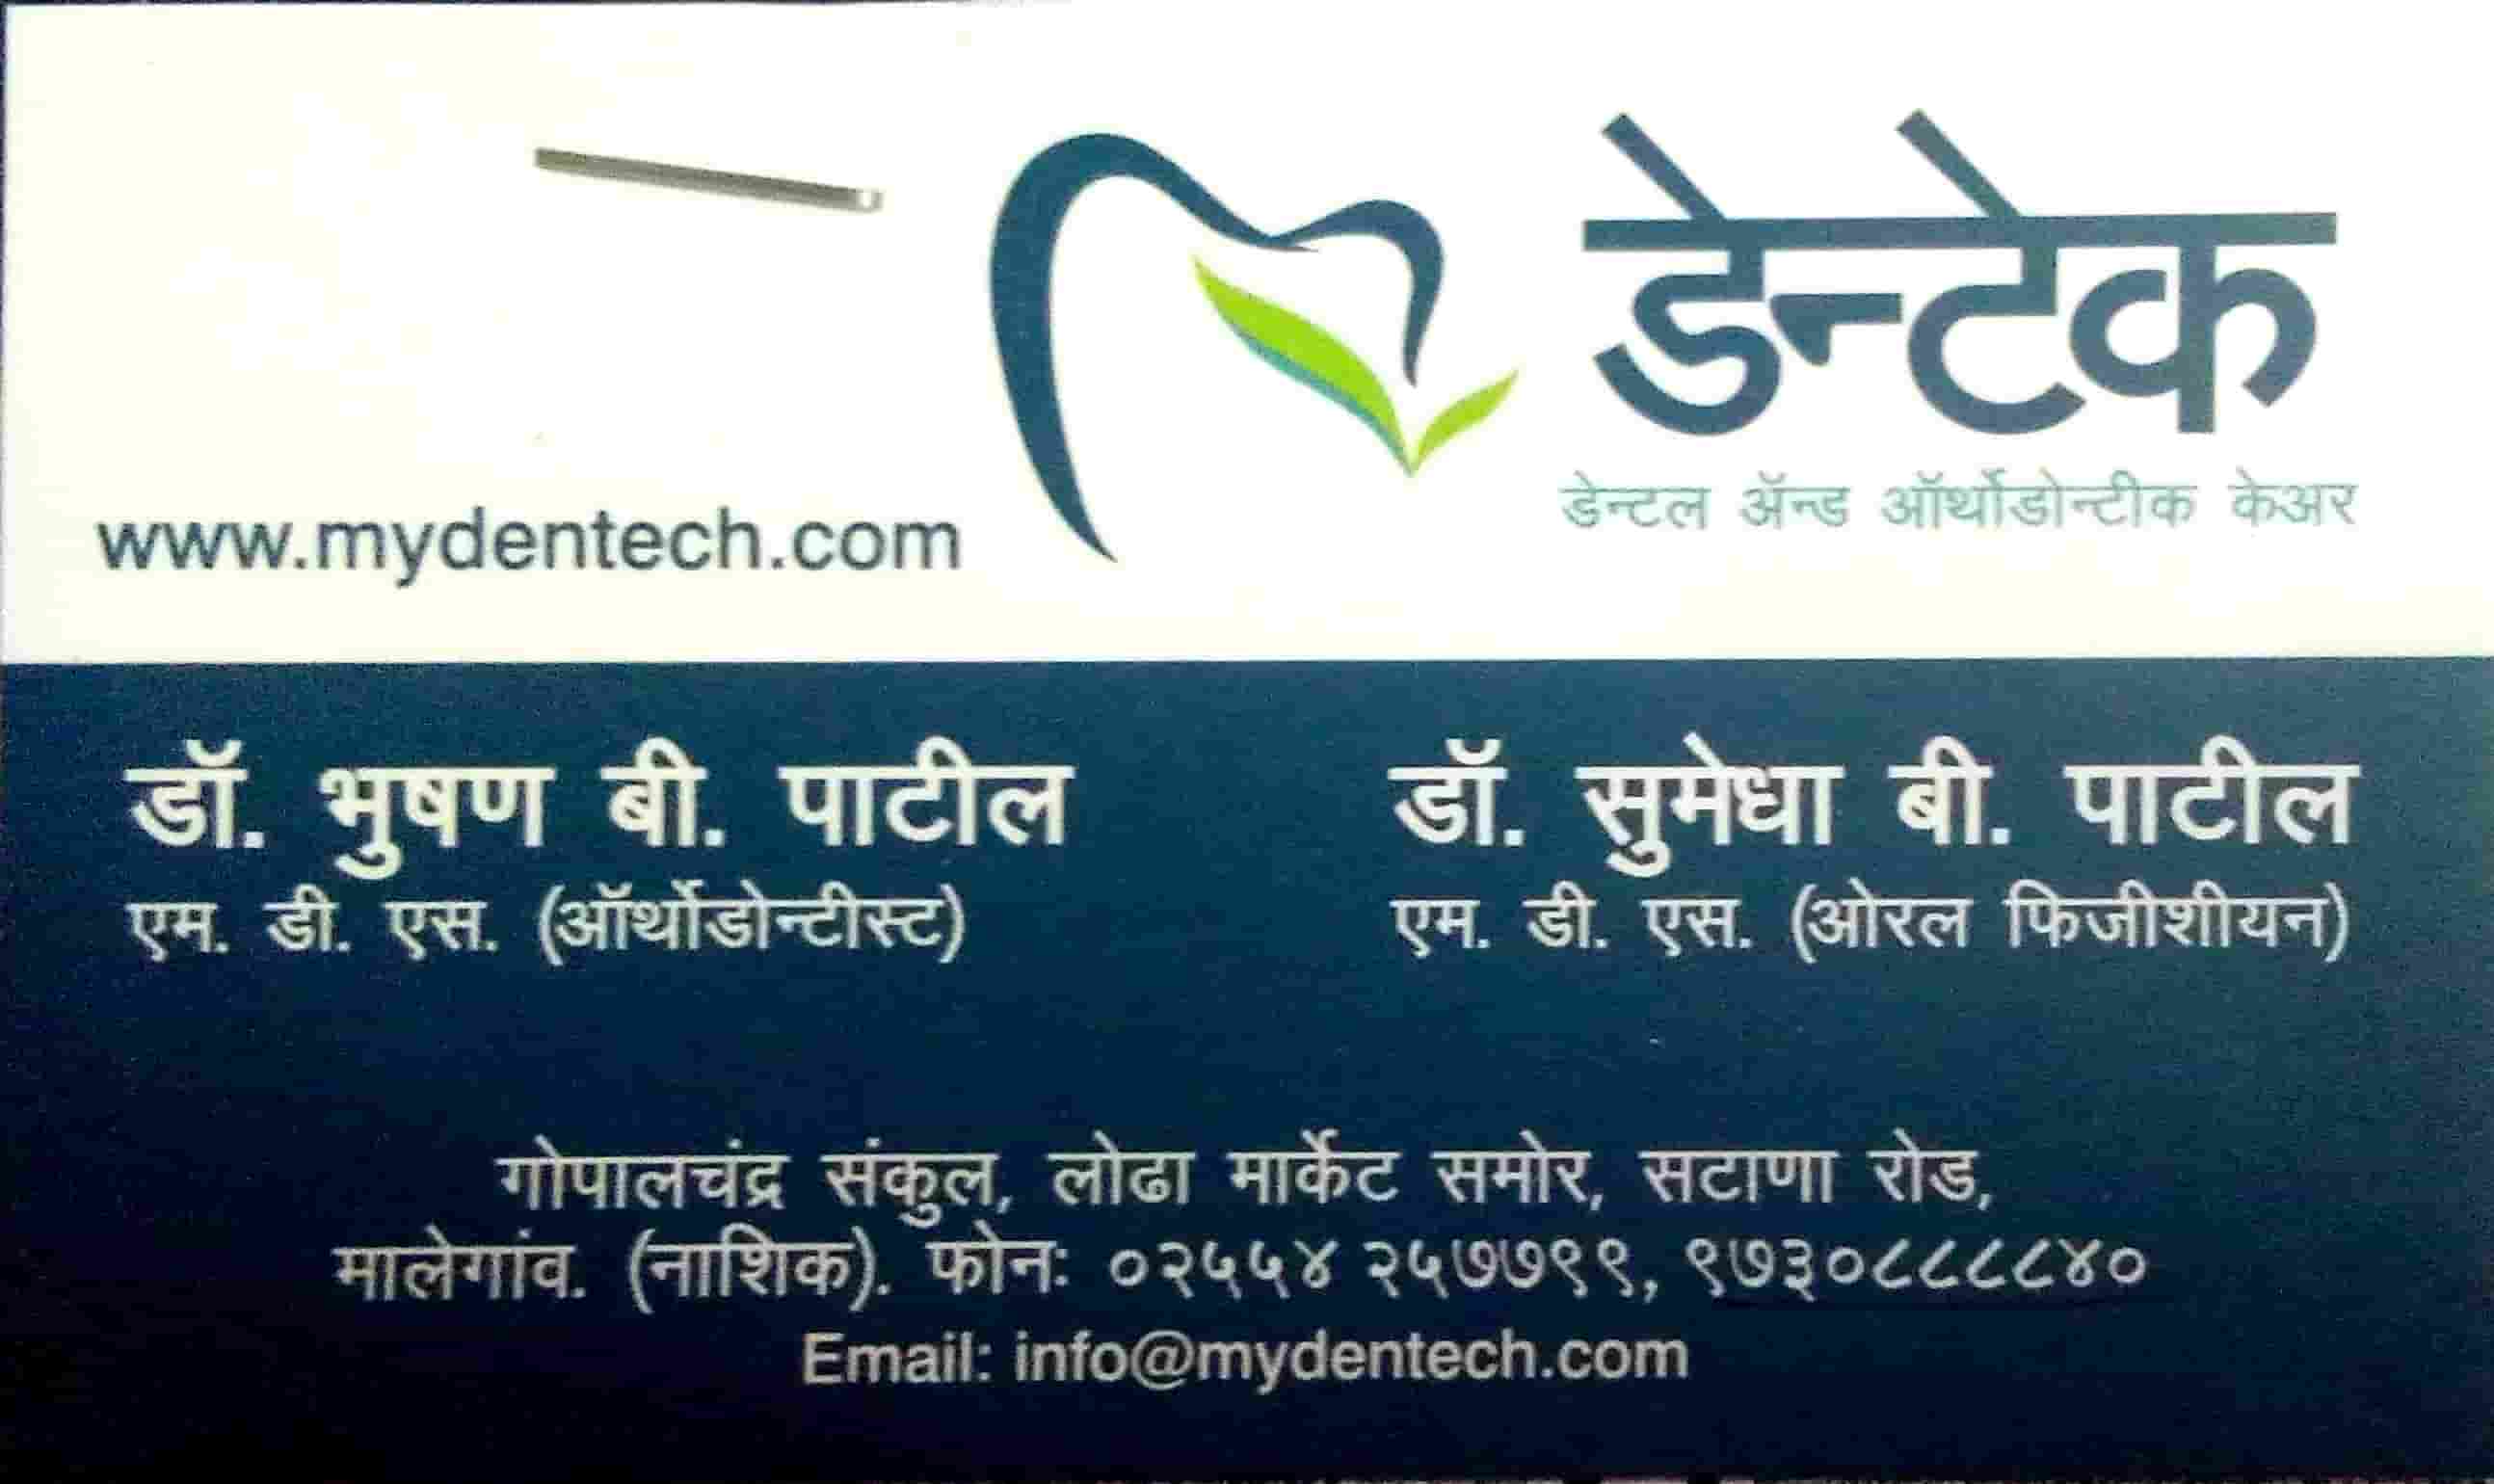 डेन्टेक
डेन्टल ॲन्ड ऑर्थोडोन्टीक केअर
www.mydentech.com
डॉ. भुषण बी. पाटील
एम. डी. एस. (ऑर्थोडोन्टीस्ट)
डॉ. सुमेधा बी. पाटील
एम. डी. एस. (ओरल फिजीशीयन)
गोपालचंद्र संकुल, लोढा मार्केट समोर, सटाणा रोड,
मालेगांव. (नाशिक). फोनः ०२५५४ २५७७९९, ९७३०८८८८४०
Email: info@mydentech.com